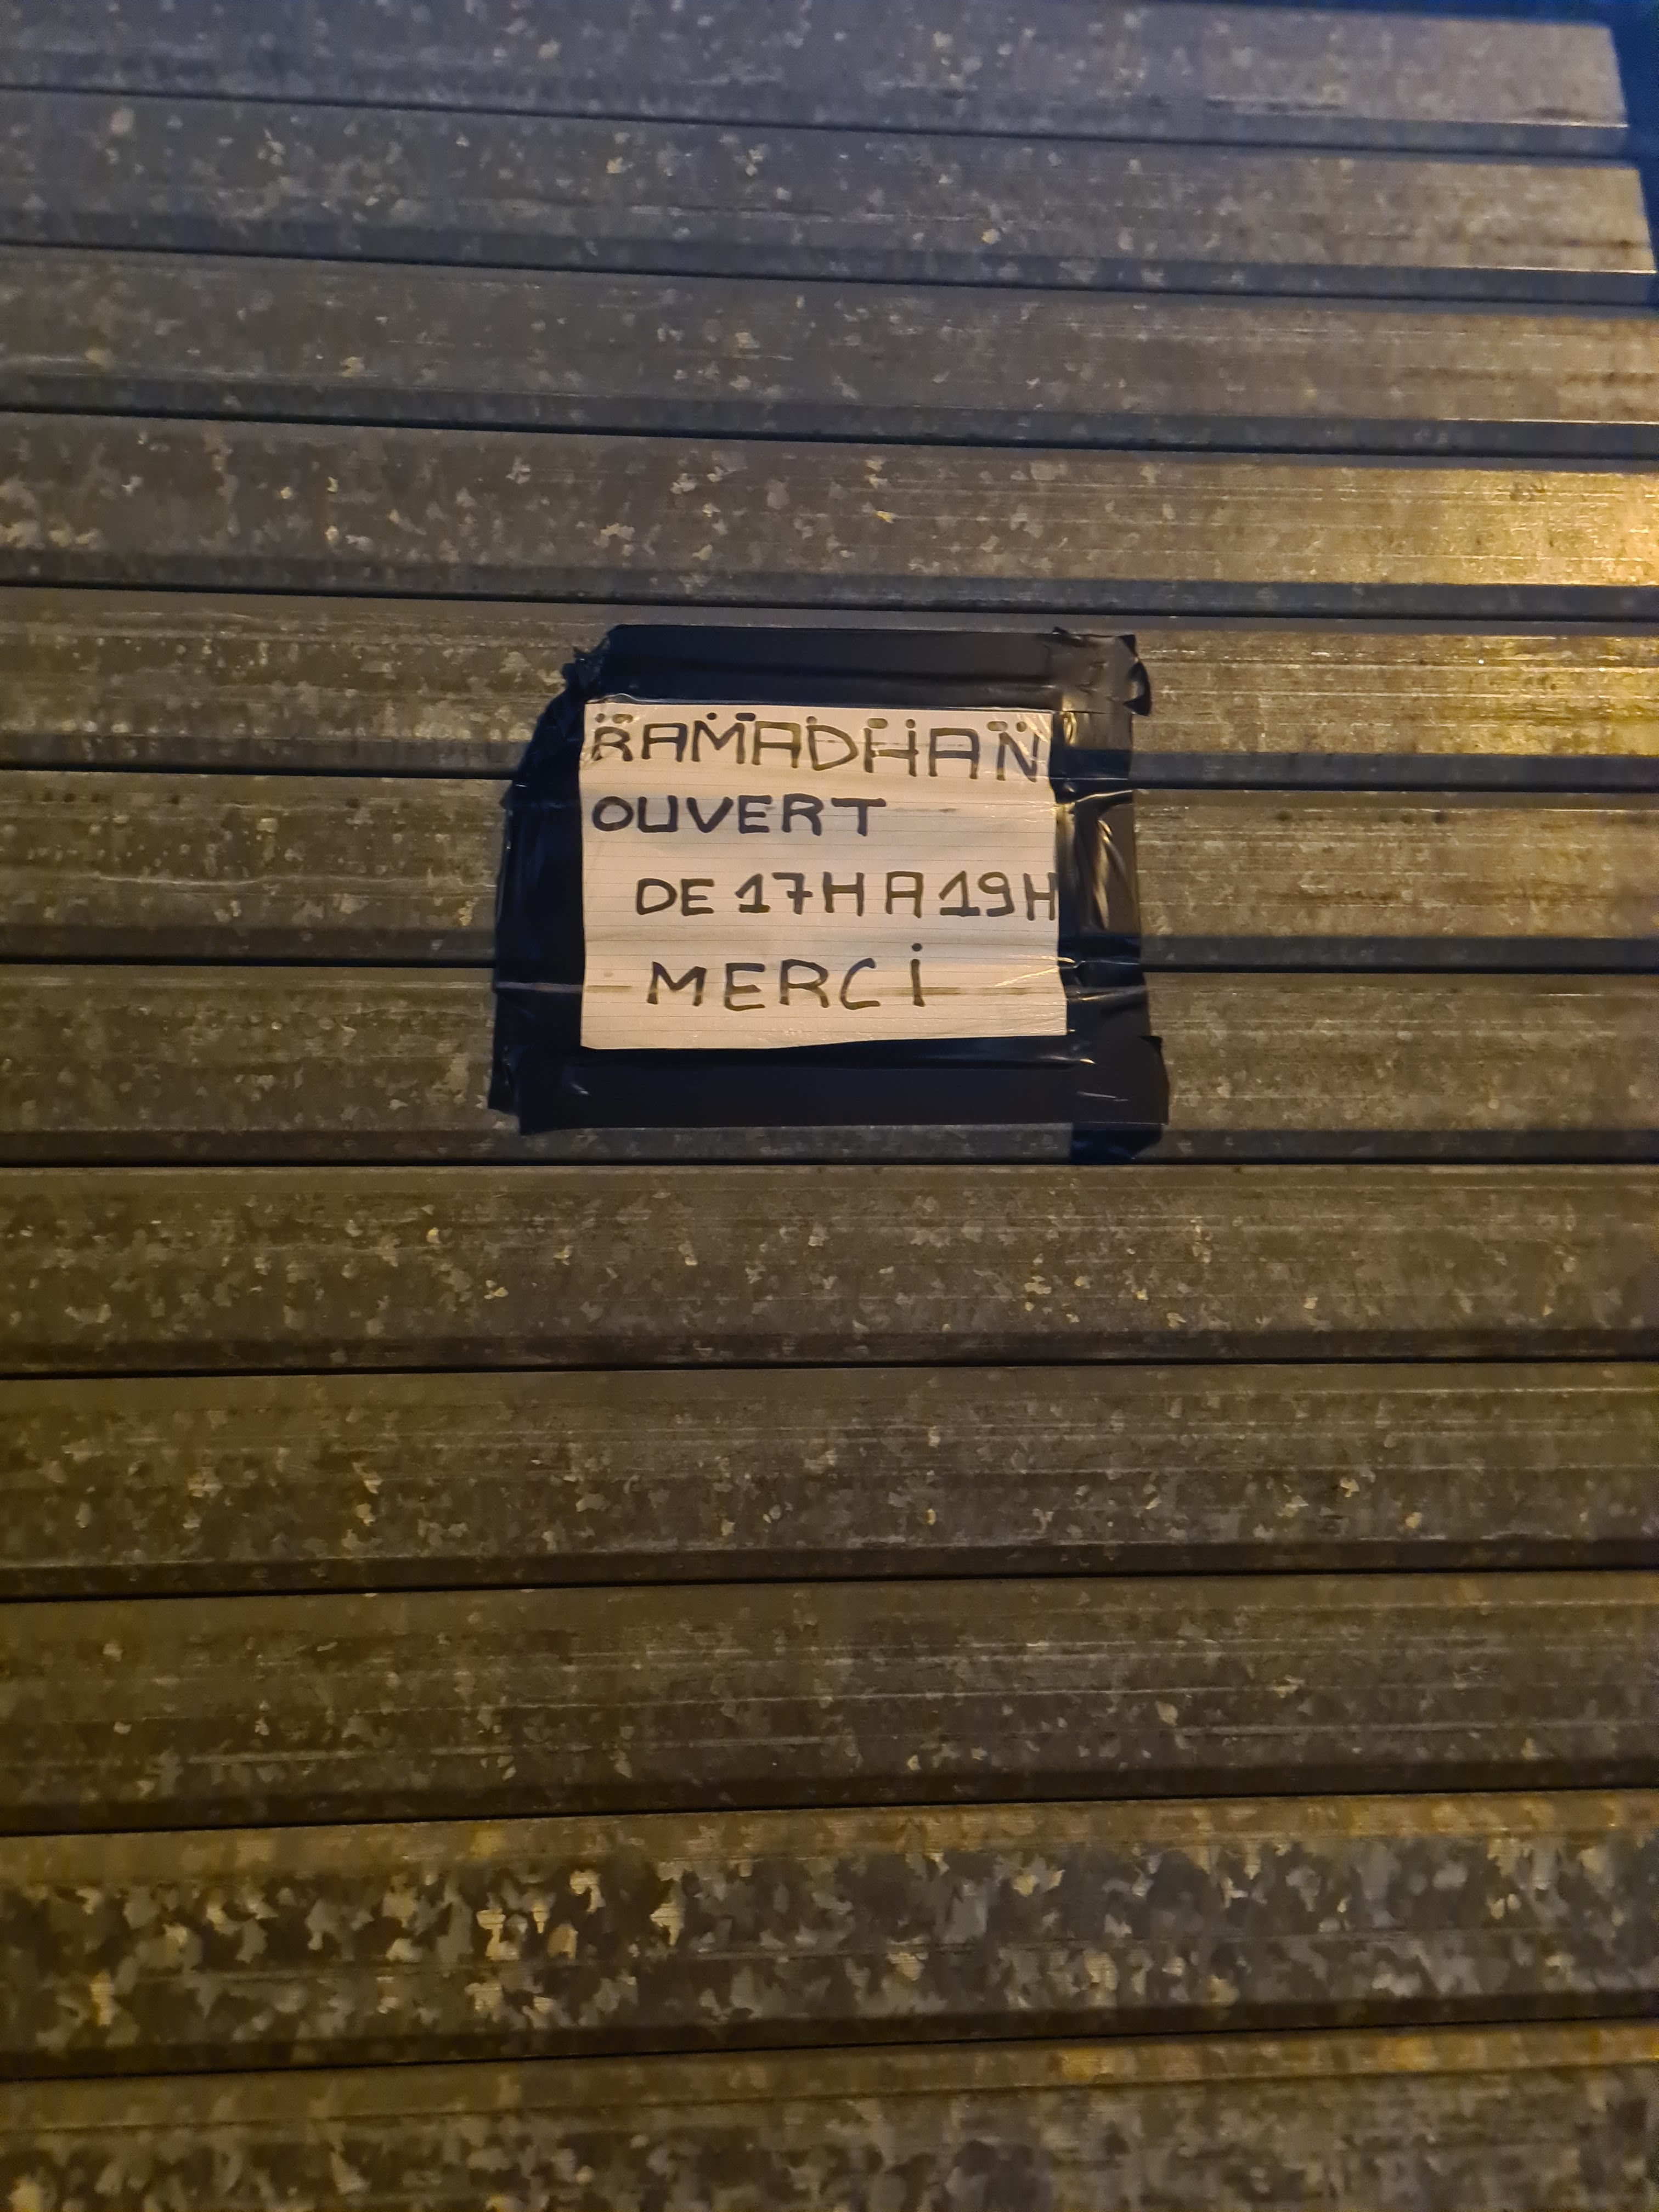 RAMADHAN
OUVERT
DE 17H A 19H
MERCI